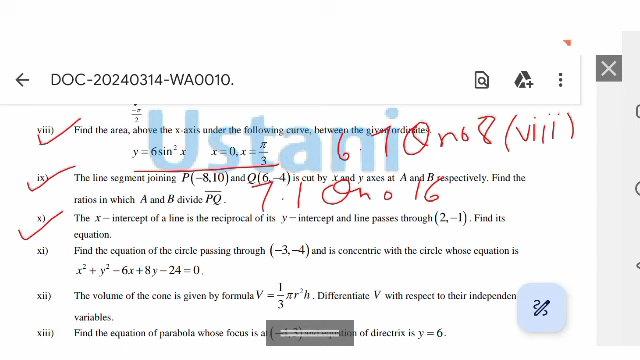 DOC-20240314-WA0010.
viii) Find the area, above the x-axis under the following curve, between the given ordinates.
y = 6 sin² x x = 0, x = π/3
6.7 Q no 8 (viii)
Ustani
ix) The line segment joining P(−8,10) and Q(6,−4) is cut by x and y axes at A and B respectively. Find the
ratios in which A and B divide PQ.
7.1 Q no 16
x) The x − intercept of a line is the reciprocal of its y − intercept and line passes through (2,−1). Find its
equation.
xi) Find the equation of the circle passing through (−3,−4) and is concentric with the circle whose equation is
x² + y² − 6x + 8y − 24 = 0.
xii) The volume of the cone is given by formula V = 1/3 πr²h. Differentiate V with respect to their independen
variables.
xiii) Find the equation of parabola whose focus is at and equation of directrix is y = 6.